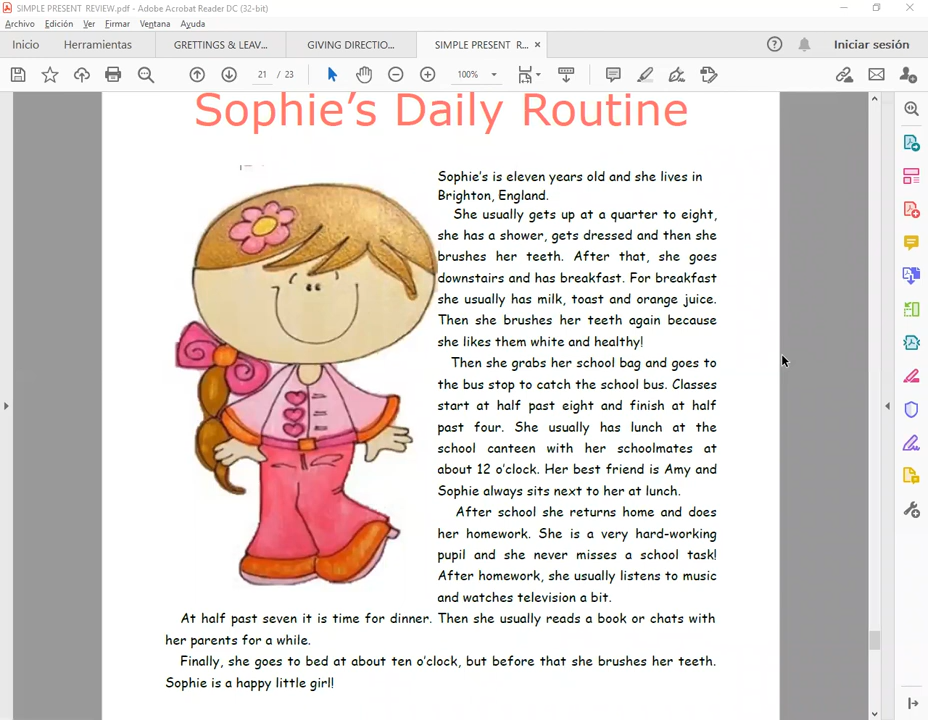 SIMPLE PRESENT REVIEW.pdf - Adobe Acrobat Reader DC (32-bit)
Archivo Edición Ver Firmar Ventana Ayuda
Inicio Herramientas GRETTINGS & LEAV... GIVING DIRECTIO... SIMPLE PRESENT R... × Iniciar sesión
21 / 23 100%
Sophie's Daily Routine
Sophie's is eleven years old and she lives in
Brighton, England.
She usually gets up at a quarter to eight,
she has a shower, gets dressed and then she
brushes her teeth. After that, she goes
downstairs and has breakfast. For breakfast
she usually has milk, toast and orange juice.
Then she brushes her teeth again because
she likes them white and healthy!
Then she grabs her school bag and goes to
the bus stop to catch the school bus. Classes
start at half past eight and finish at half
past four. She usually has lunch at the
school canteen with her schoolmates at
about 12 o'clock. Her best friend is Amy and
Sophie always sits next to her at lunch.
After school she returns home and does
her homework. She is a very hard-working
pupil and she never misses a school task!
After homework, she usually listens to music
and watches television a bit.
At half past seven it is time for dinner. Then she usually reads a book or chats with
her parents for a while.
Finally, she goes to bed at about ten o'clock, but before that she brushes her teeth.
Sophie is a happy little girl!